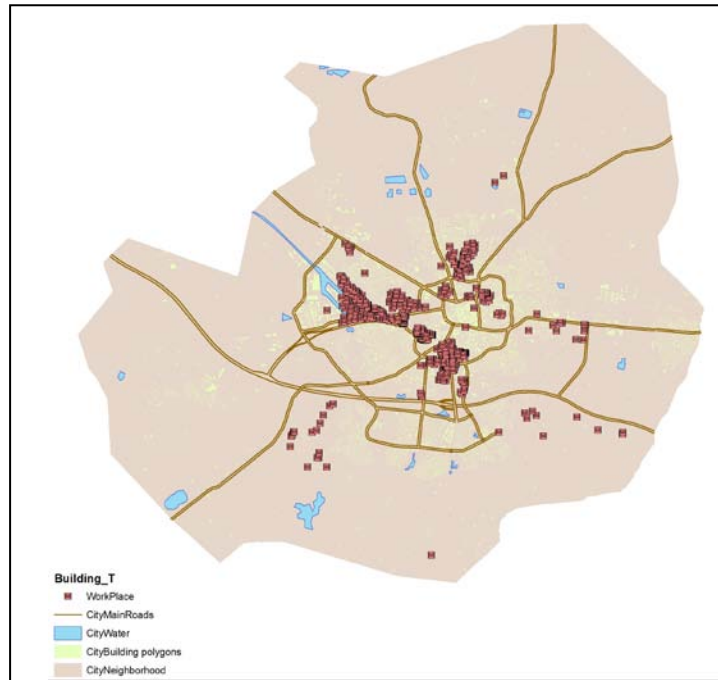 Building_T
WorkPlace
CityMainRoads
CityWater
CityBuilding polygons
CityNeighborhood